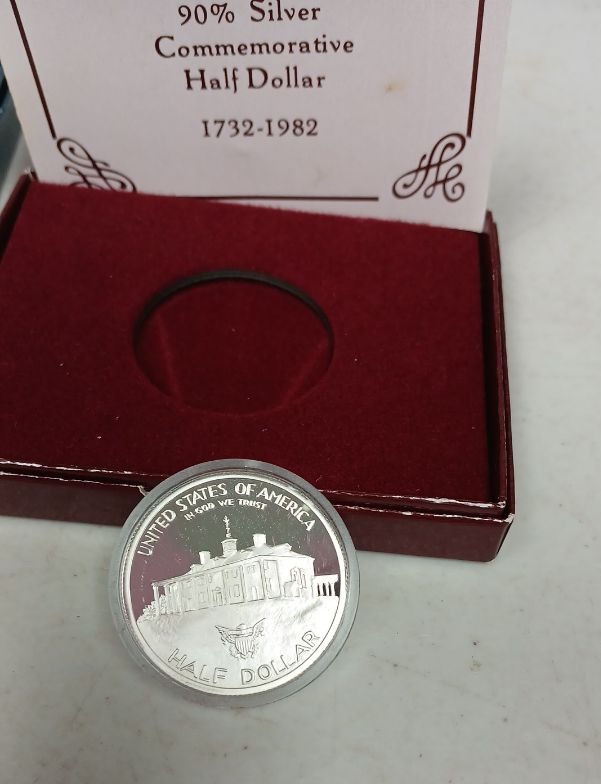 90% Silver
Commemorative
Half Dollar
1732-1982
UNITED STATES OF AMERICA
IN GOD WE TRUST
HALF DOLLAR